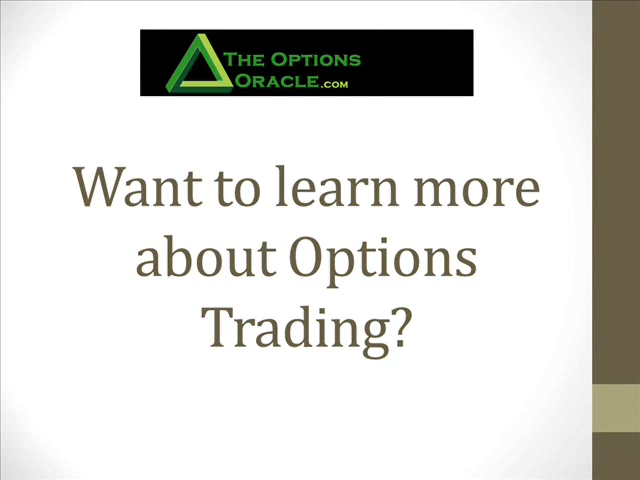 The Options
Oracle.com
Want to learn more
about Options
Trading?